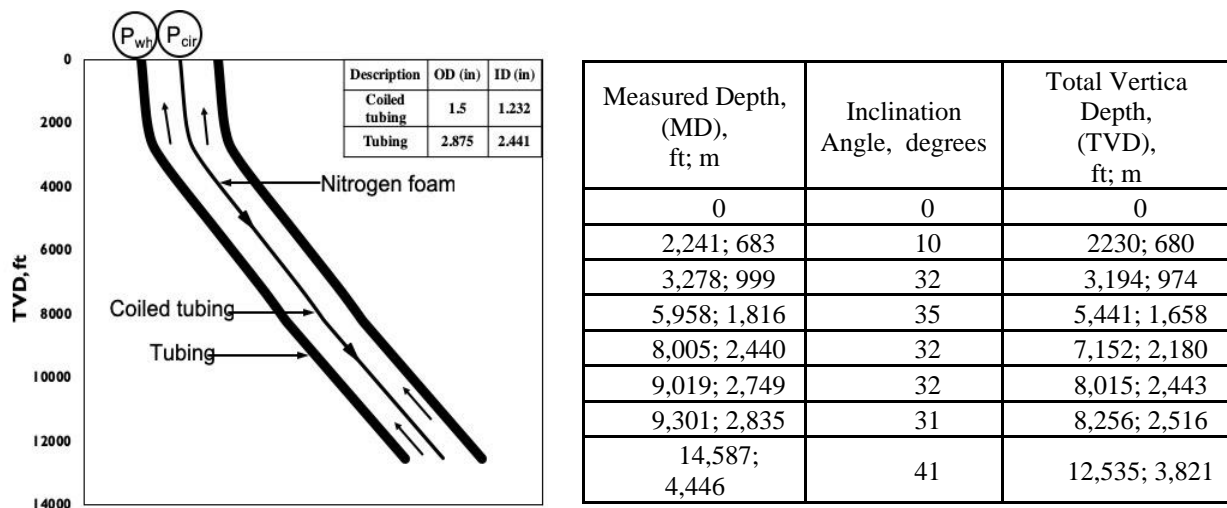 P_wh P_cir
0
2000
4000
6000
8000
10000
12000
14000
TVD, ft
Description OD (in) ID (in)
Coiled tubing 1.5 1.232
Tubing 2.875 2.441
Nitrogen foam
Coiled tubing
Tubing
Measured Depth, (MD), ft; m Inclination Angle, degrees Total Vertica Depth, (TVD), ft; m
0 0 0
2,241; 683 10 2230; 680
3,278; 999 32 3,194; 974
5,958; 1,816 35 5,441; 1,658
8,005; 2,440 32 7,152; 2,180
9,019; 2,749 32 8,015; 2,443
9,301; 2,835 31 8,256; 2,516
14,587; 4,446 41 12,535; 3,821